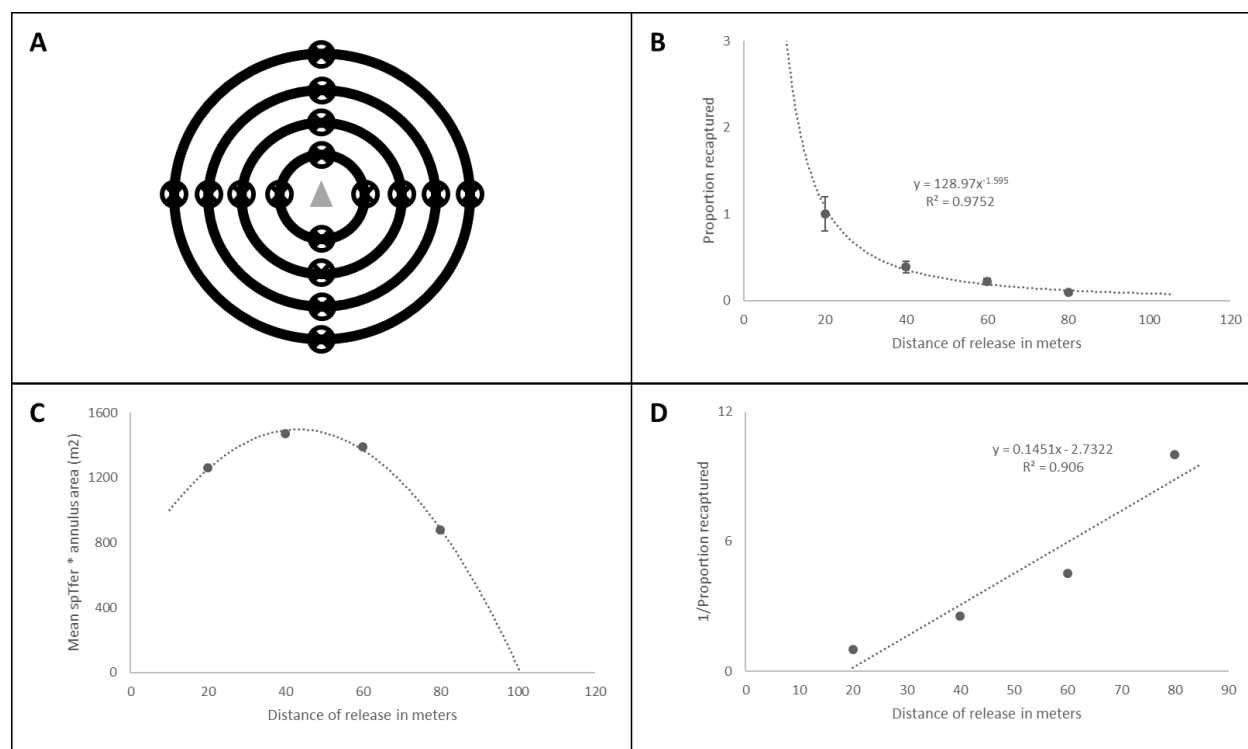 A
B
3
2
1
0
0
20
40
60
80
100
120
Proportion recaptured
y = 128.97x^-1.595
R² = 0.9752
Distance of release in meters
C
1600
1200
800
400
0
0
20
40
60
80
100
120
Mean spTfer * annulus area (m2)
Distance of release in meters
D
12
6
0
0
10
20
30
40
50
60
70
80
90
1/Proportion recaptured
y = 0.1451x - 2.7322
R² = 0.906
Distance of release in meters